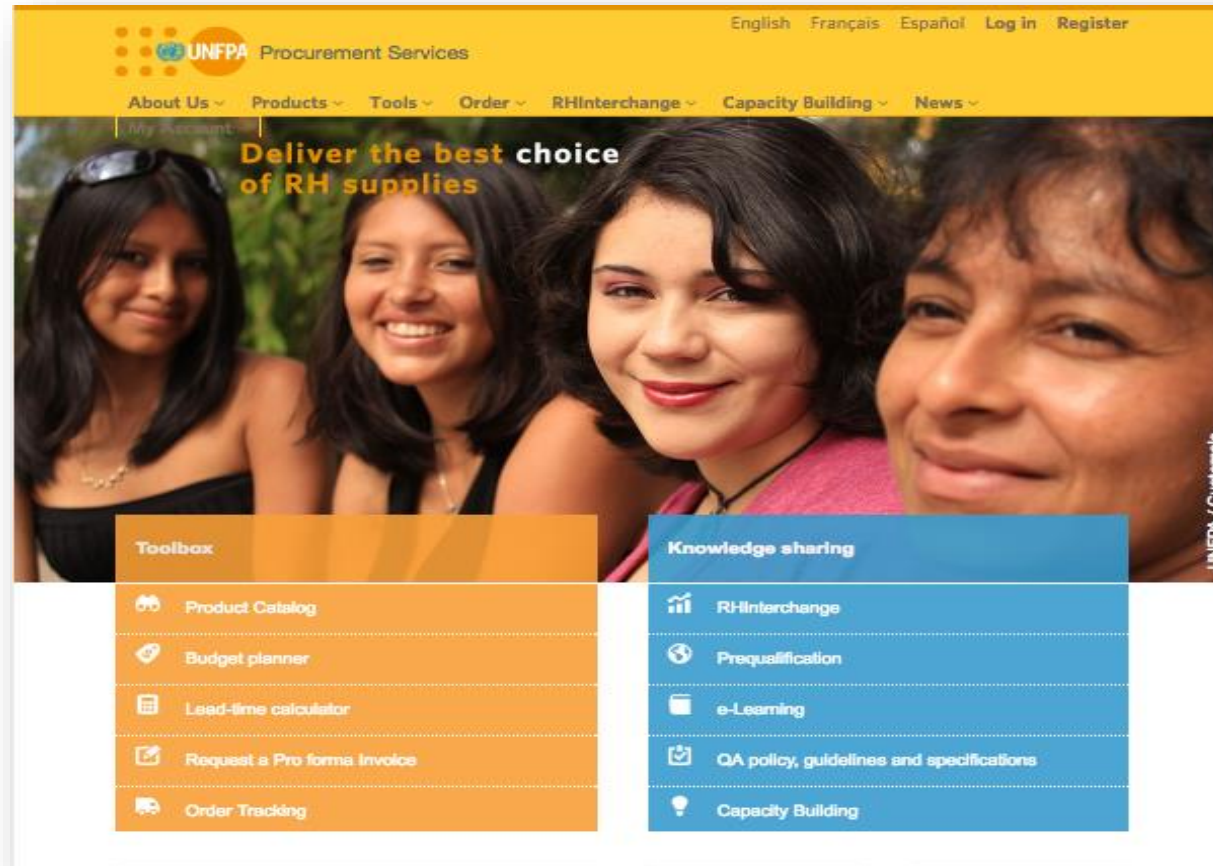 English Français Español Log in Register
UNFPA Procurement Services
About Us Products Tools Order RHInterchange Capacity Building News
My Account
Deliver the best choice
of RH supplies
UNFPA / Guatemala
Toolbox
Product Catalog
Budget planner
Lead-time calculator
Request a Pro forma Invoice
Order Tracking
Knowledge sharing
RHInterchange
Prequalification
e-Learning
QA policy, guidelines and specifications
Capacity Building